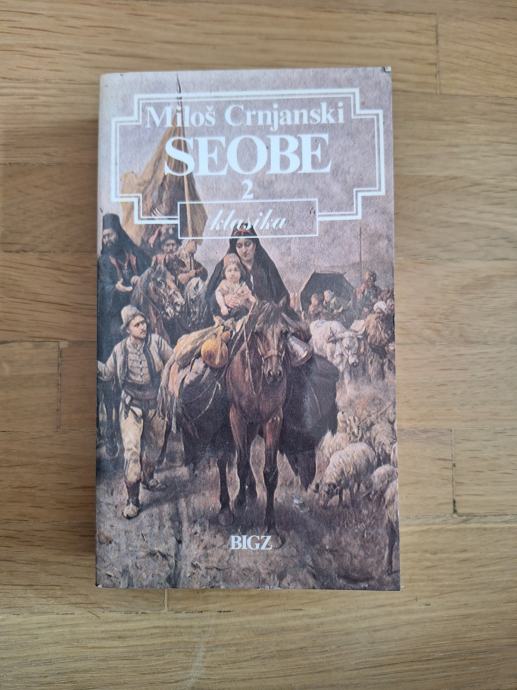 Miloš Crnjanski
SEOBE
2
klasika
BIGZ